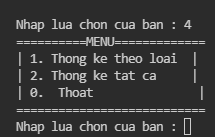 Nhap lua chon cua ban : 4
==========MENU=============
| 1. Thong ke theo loai  |
| 2. Thong ke tat ca     |
| 0.  Thoat               |
===========================
Nhap lua chon cua ban :